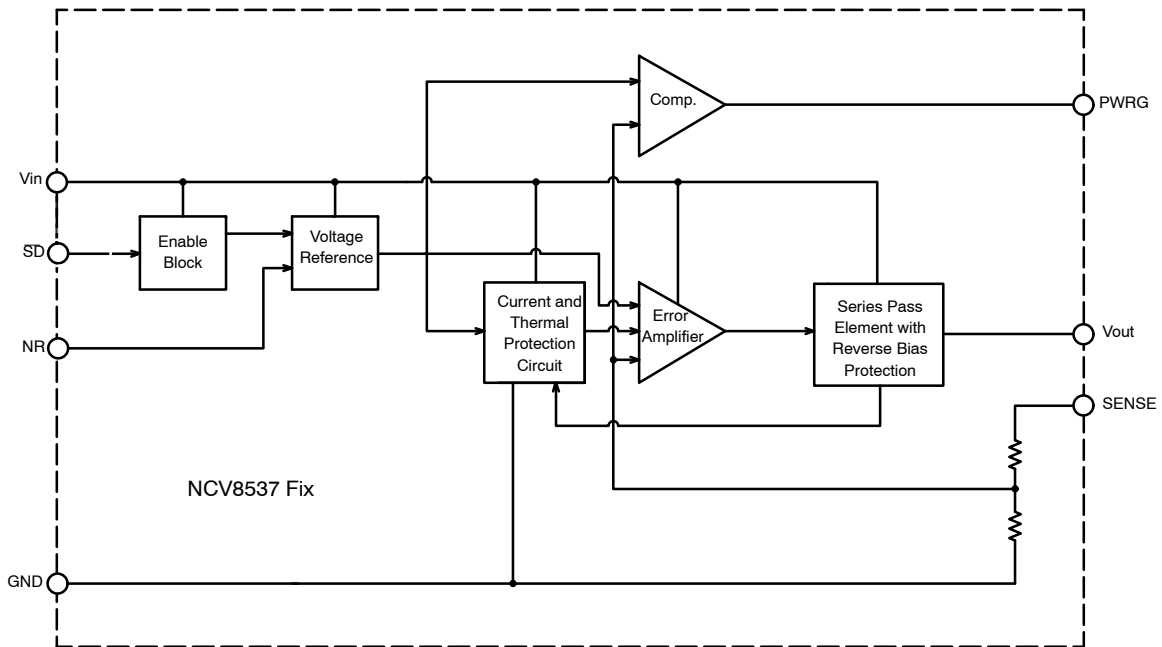 Comp.
PWRG
Vin
Enable
Block
Voltage
Reference
SD
NR
Current and
Thermal
Protection
Circuit
Error
Amplifier
Series Pass
Element with
Reverse Bias
Protection
Vout
SENSE
NCV8537 Fix
GND